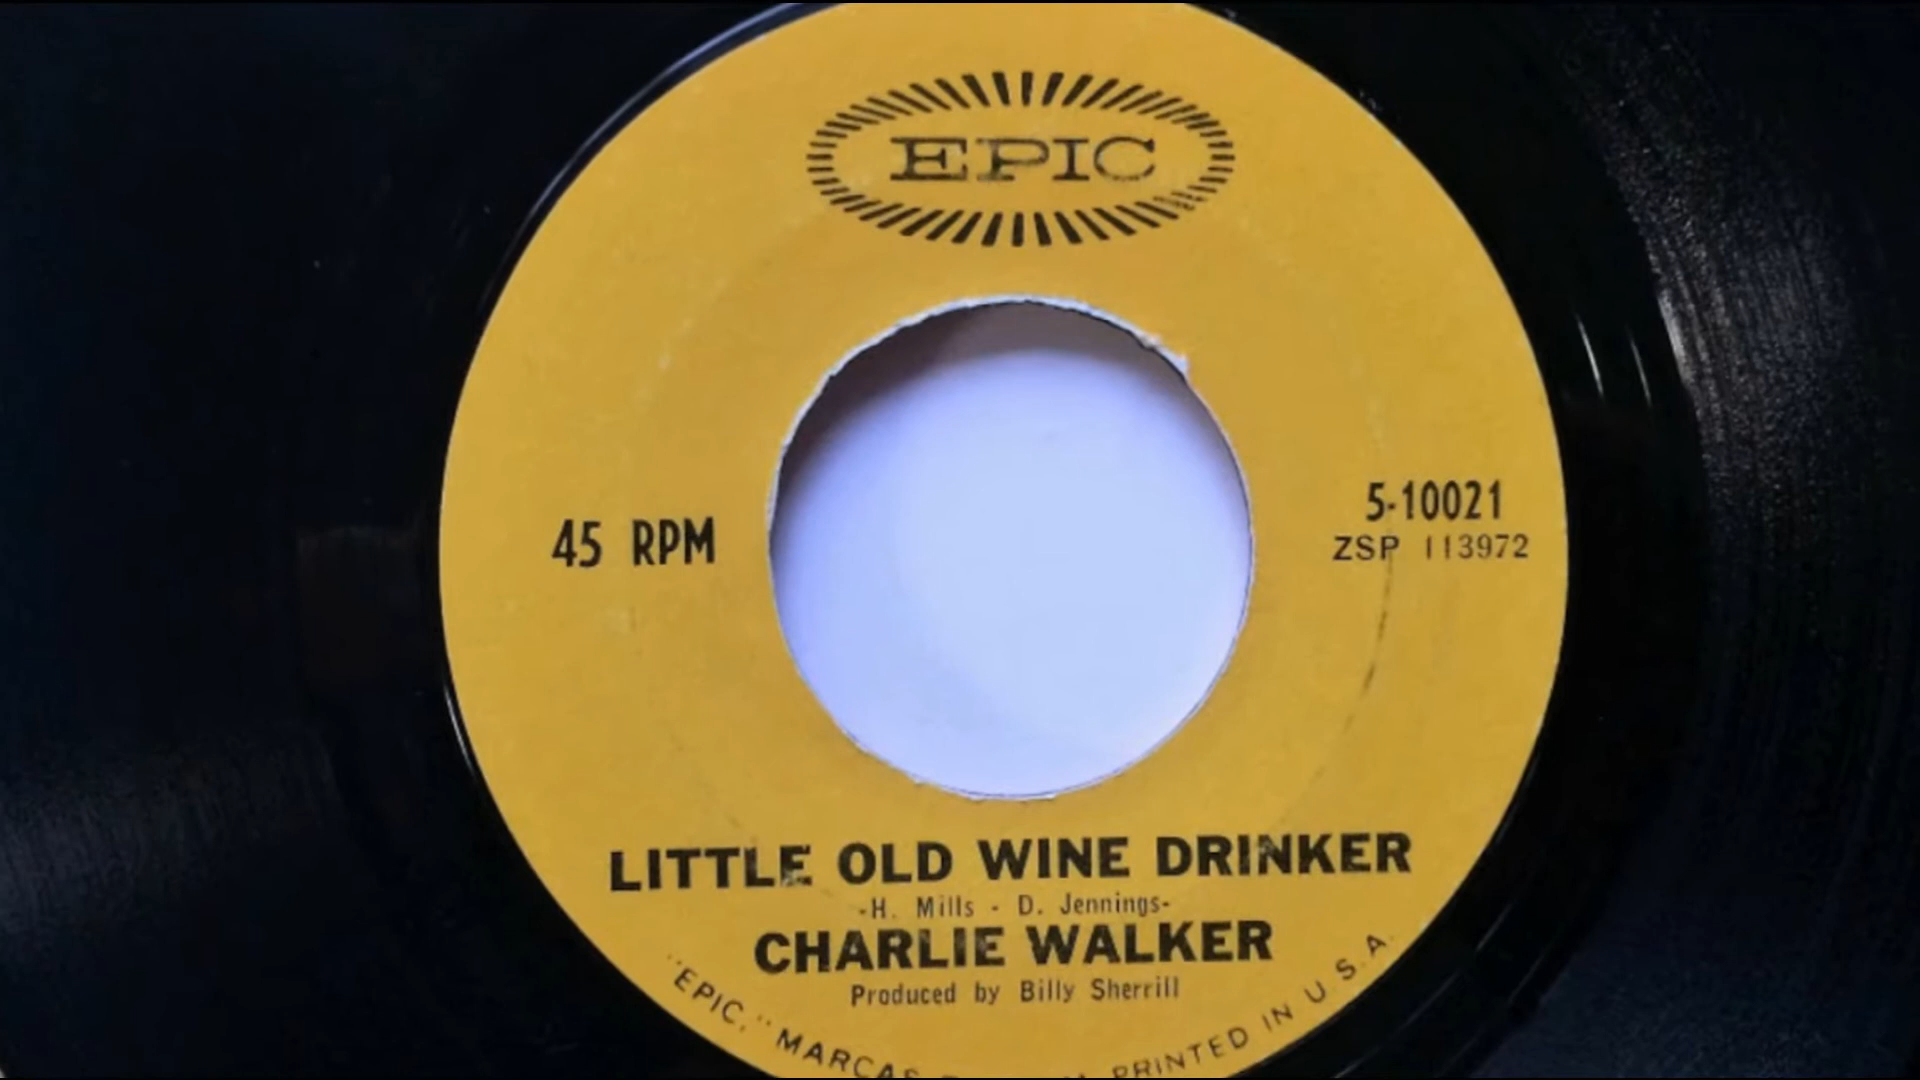 EPIC
45 RPM
5-10021
ZSP 113972
LITTLE OLD WINE DRINKER
-H. Mills - D. Jennings-
CHARLIE WALKER
Produced by Billy Sherrill
"EPIC," MARCAS PRINTED IN U.S.A.